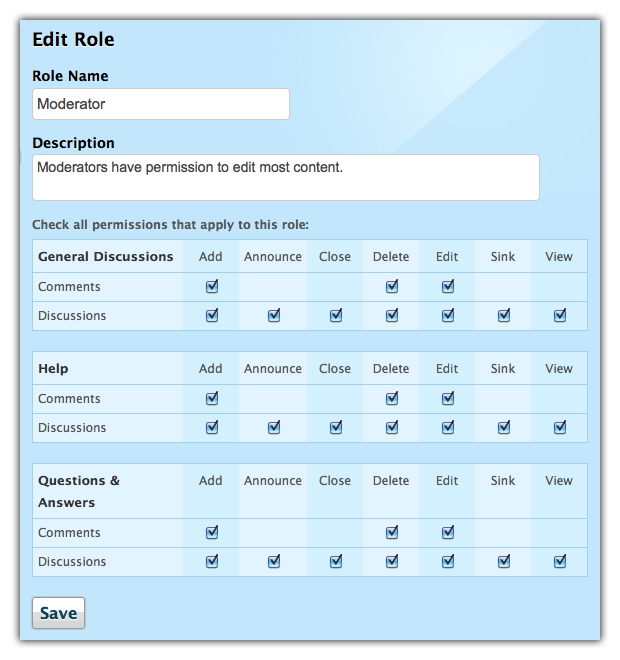 Edit Role
Role Name
Moderator
Description
Moderators have permission to edit most content.
Check all permissions that apply to this role:
General Discussions Add Announce Close Delete Edit Sink View
Comments
Discussions
Help Add Announce Close Delete Edit Sink View
Comments
Discussions
Questions & Add Announce Close Delete Edit Sink View
Answers
Comments
Discussions
Save